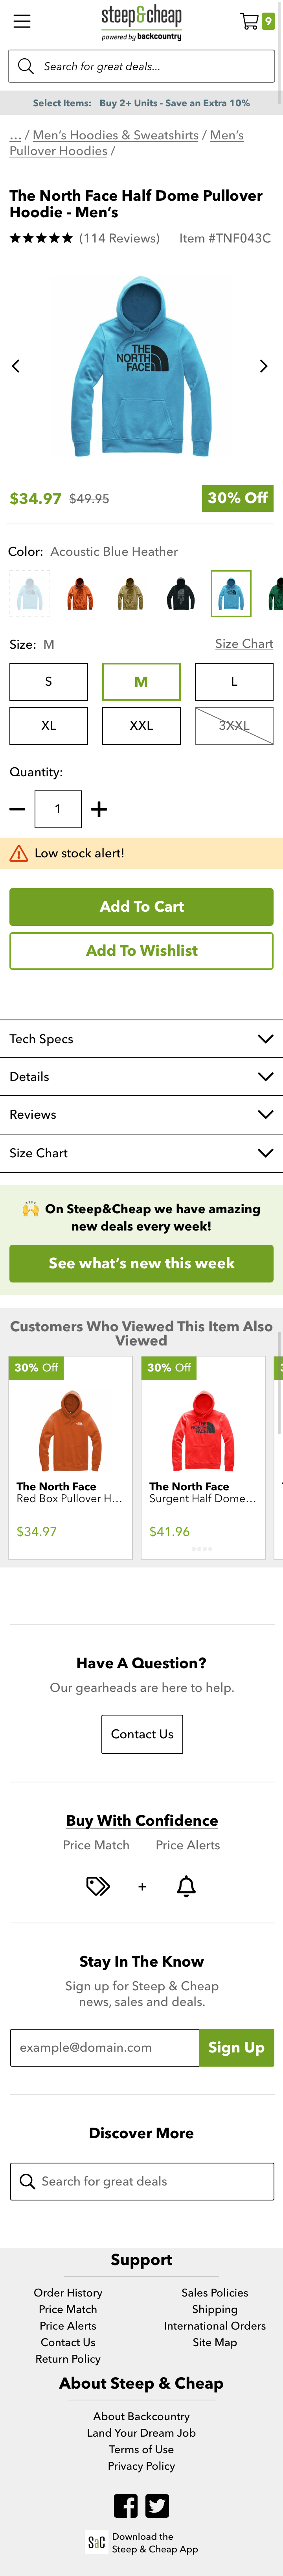 steep&cheap
powered by backcountry
9
Search for great deals...
Select Items: Buy 2+ Units - Save an Extra 10%
... / Men's Hoodies & Sweatshirts / Men's
Pullover Hoodies /
The North Face Half Dome Pullover
Hoodie - Men's
★★★★★ (114 Reviews) Item #TNF043C
THE
NORTH
FACE
$34.97 $49.95 30% Off
Color: Acoustic Blue Heather
Size: M Size Chart
S M L
XL XXL 3XXL
Quantity:
1
Low stock alert!
Add To Cart
Add To Wishlist
Tech Specs
Details
Reviews
Size Chart
🙌 On Steep&Cheap we have amazing
new deals every week!
See what's new this week
Customers Who Viewed This Item Also
Viewed
30% Off 30% Off
The North Face The North Face
Red Box Pullover H... Surgent Half Dome...
$34.97 $41.96
Have A Question?
Our gearheads are here to help.
Contact Us
Buy With Confidence
Price Match Price Alerts
+
Stay In The Know
Sign up for Steep & Cheap
news, sales and deals.
example@domain.com Sign Up
Discover More
Search for great deals
Support
Order History Sales Policies
Price Match Shipping
Price Alerts International Orders
Contact Us Site Map
Return Policy
About Steep & Cheap
About Backcountry
Land Your Dream Job
Terms of Use
Privacy Policy
S&C Download the
Steep & Cheap App